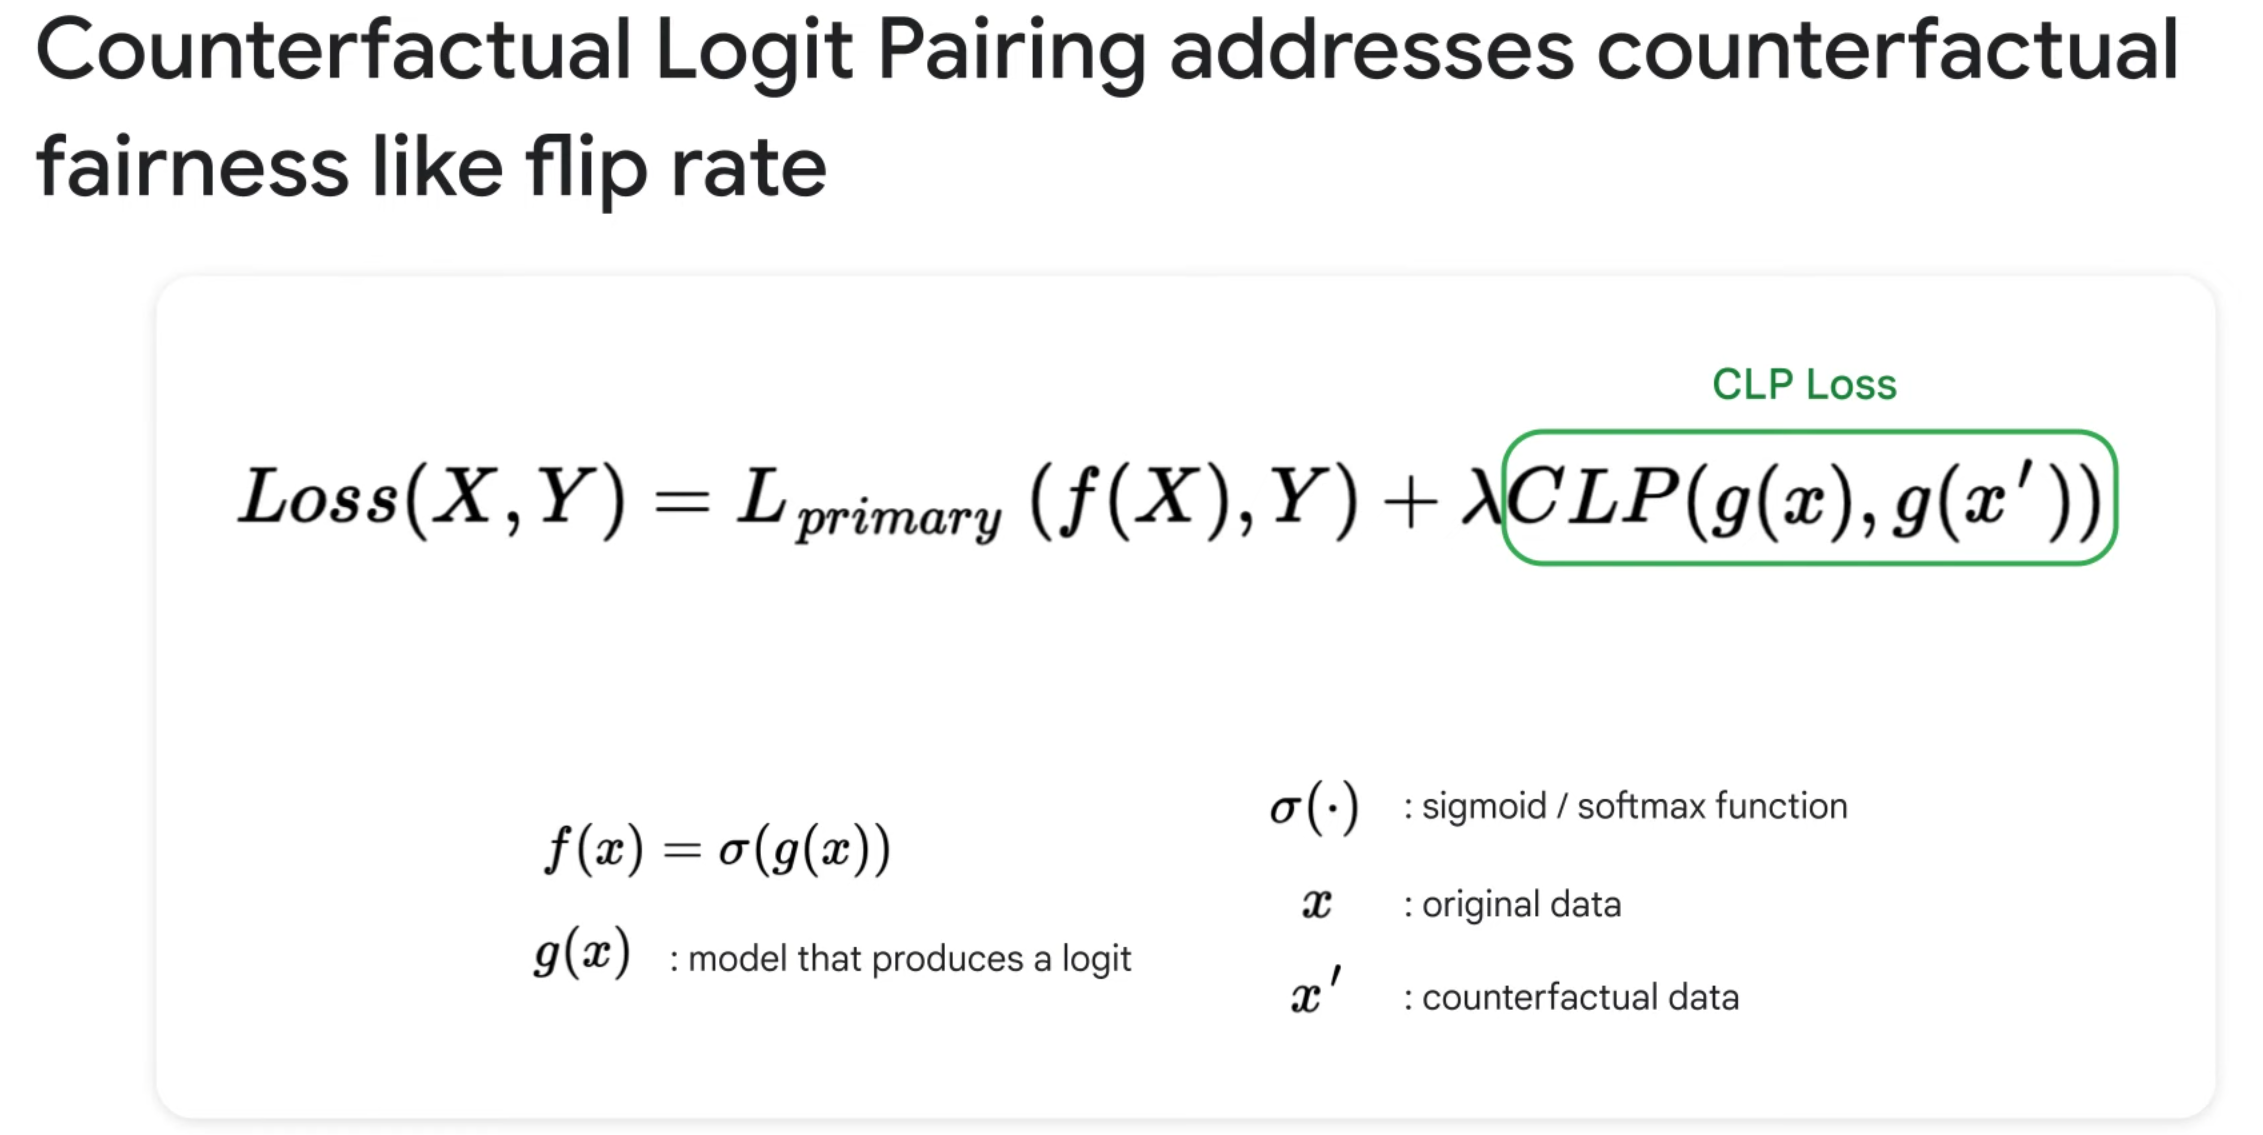 Counterfactual Logit Pairing addresses counterfactual
fairness like flip rate
CLP Loss
Loss(X, Y) = L_primary (f(X), Y) + λCLP(g(x), g(x′))
f(x) = σ(g(x))
g(x) : model that produces a logit
σ(·) : sigmoid / softmax function
x : original data
x′ : counterfactual data